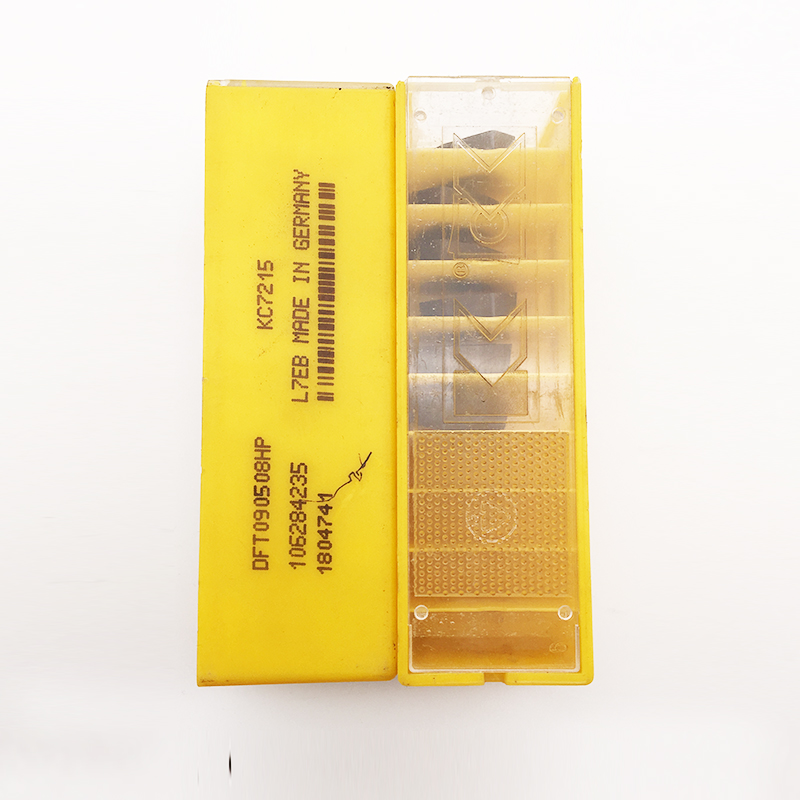 DFT090508HP KC7215
106284235 L7EB MADE IN GERMANY
1804741
®